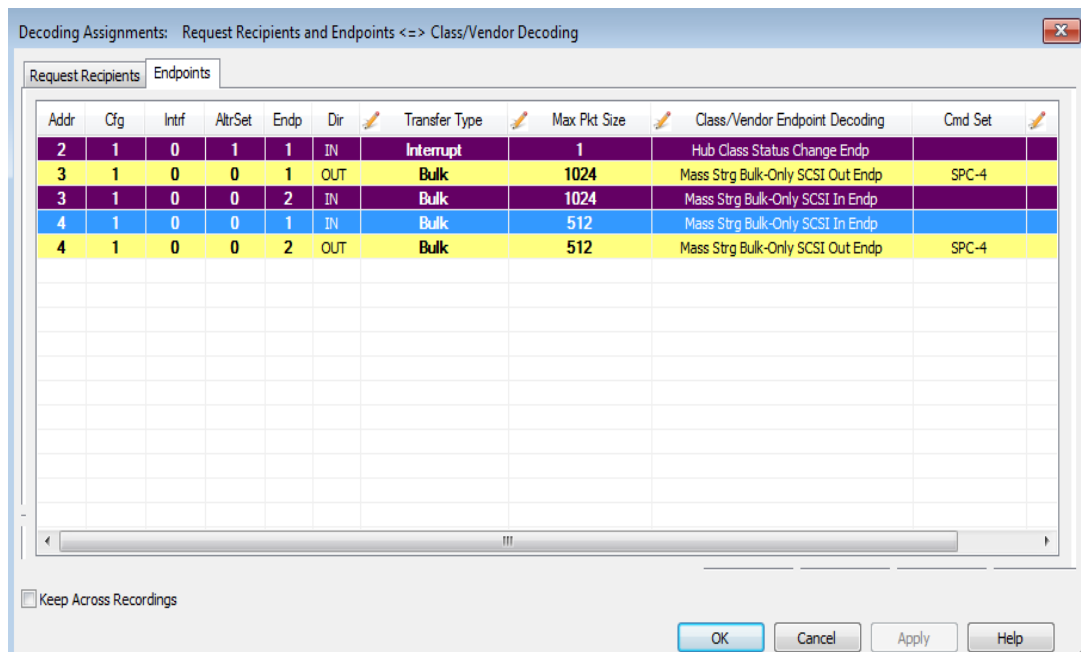 Decoding Assignments: Request Recipients and Endpoints <=> Class/Vendor Decoding
Request Recipients Endpoints
Addr Cfg Intrf AltrSet Endp Dir Transfer Type Max Pkt Size Class/Vendor Endpoint Decoding Cmd Set
2 1 0 1 1 IN Interrupt 1 Hub Class Status Change Endp
3 1 0 0 1 OUT Bulk 1024 Mass Strg Bulk-Only SCSI Out Endp SPC-4
3 1 0 0 2 IN Bulk 1024 Mass Strg Bulk-Only SCSI In Endp
4 1 0 0 1 IN Bulk 512 Mass Strg Bulk-Only SCSI In Endp
4 1 0 0 2 OUT Bulk 512 Mass Strg Bulk-Only SCSI Out Endp SPC-4
Keep Across Recordings
OK Cancel Apply Help